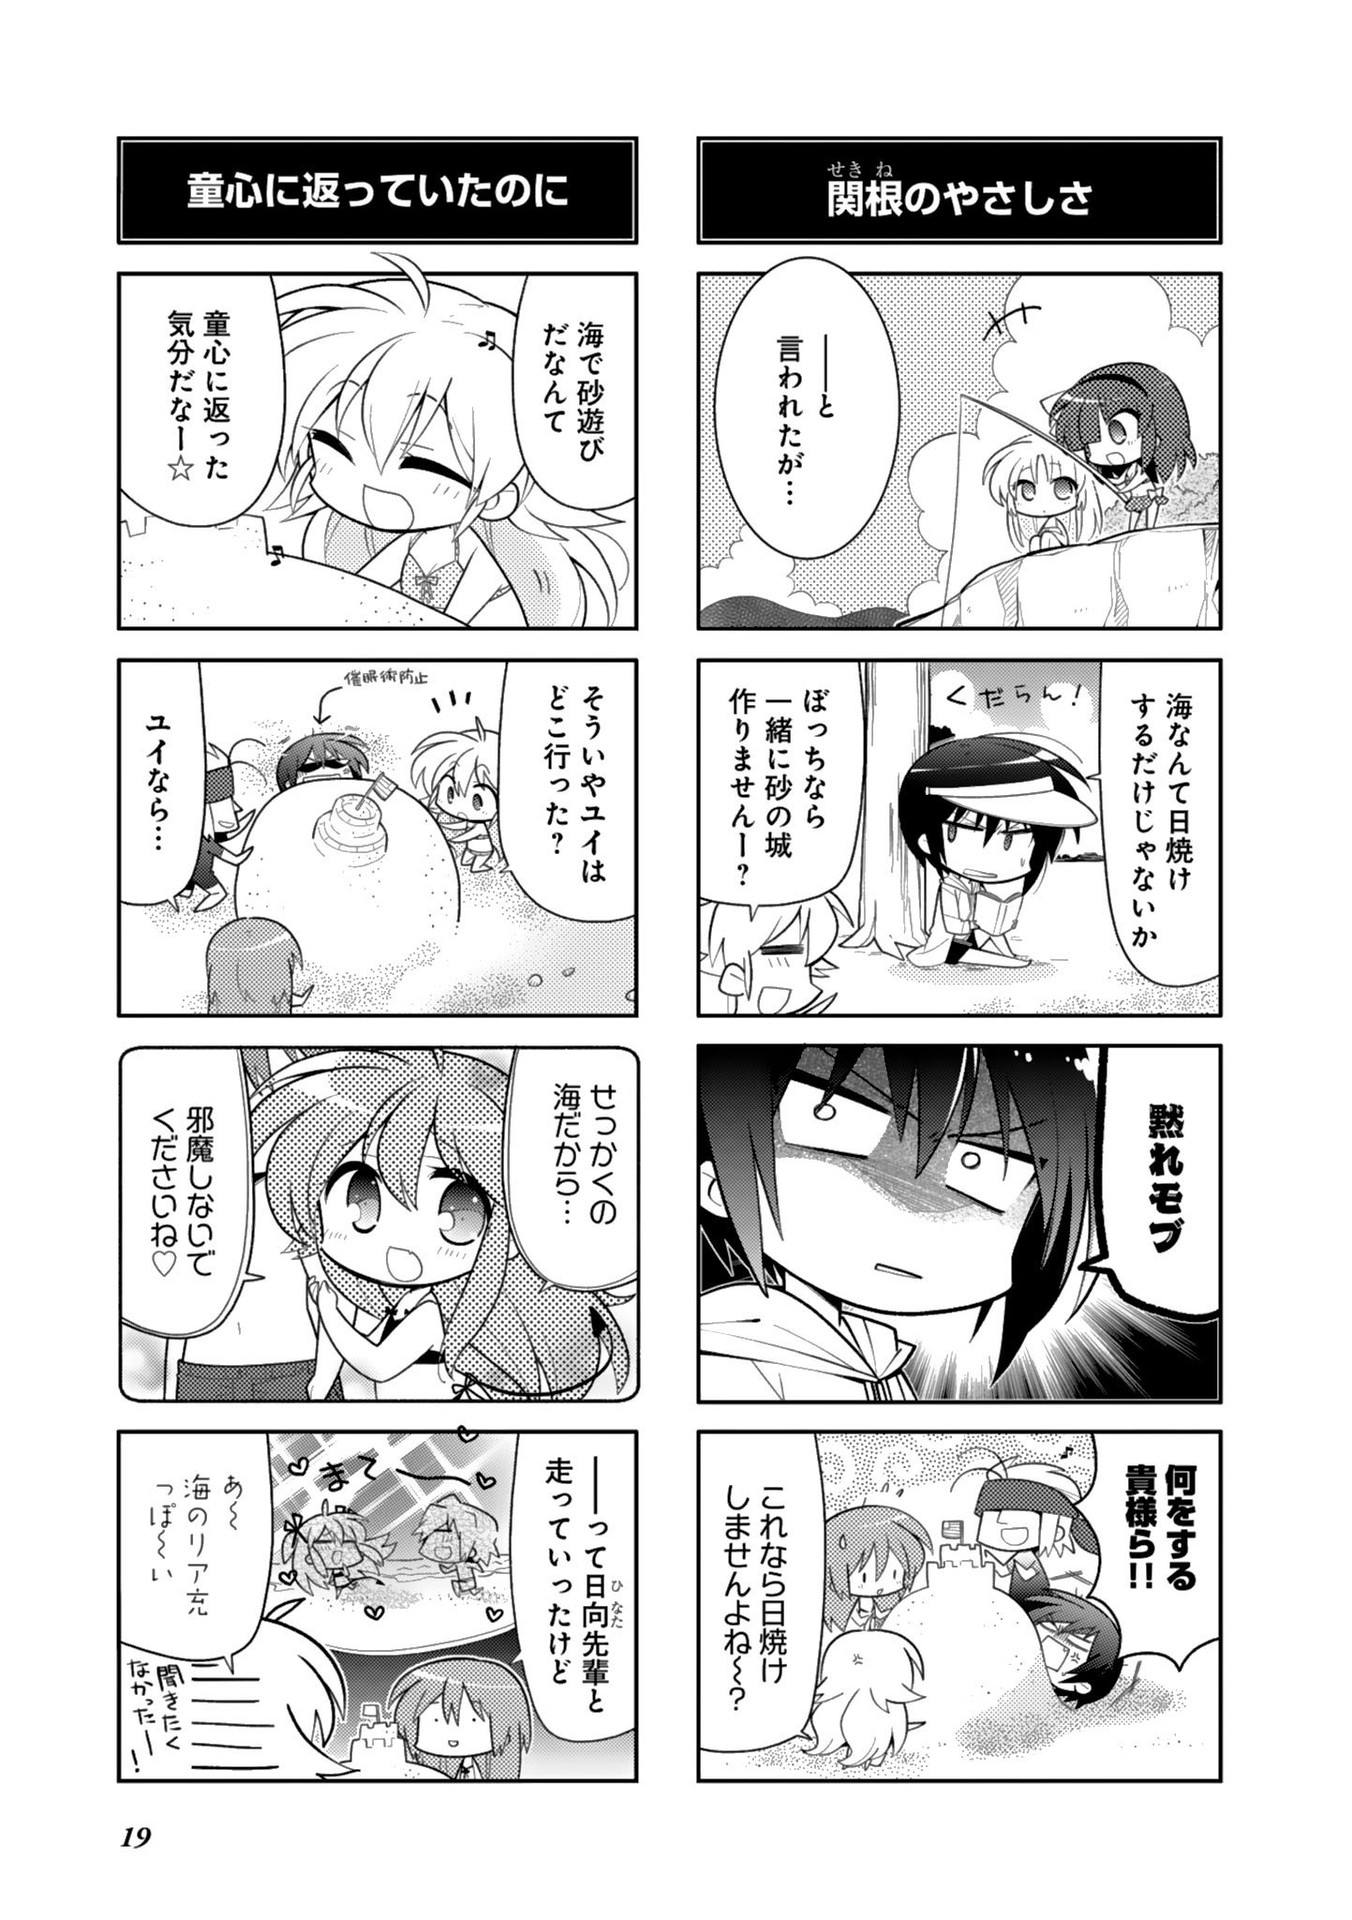 関根のやさしさ
せきね
――と
言われたが…
海なんて日焼け
するだけじゃないか
くだらん！
ぼっちなら
一緒に砂の城
作りませんー？
黙れモブ
何をする
貴様ら!!
これなら日焼け
しませんよね〜？
童心に返っていたのに
海で砂遊び
だなんて
童心に返った
気分だなー☆
そういやユイは
どこ行った？
催眠術防止
ユイなら…
せっかくの
海だから…
邪魔しないで
くださいね♡
――って日向先輩と
ひなた
走っていったけど
まて〜
あ〜
海のリア充
っぽ〜い
聞きたく
なかったー！
19